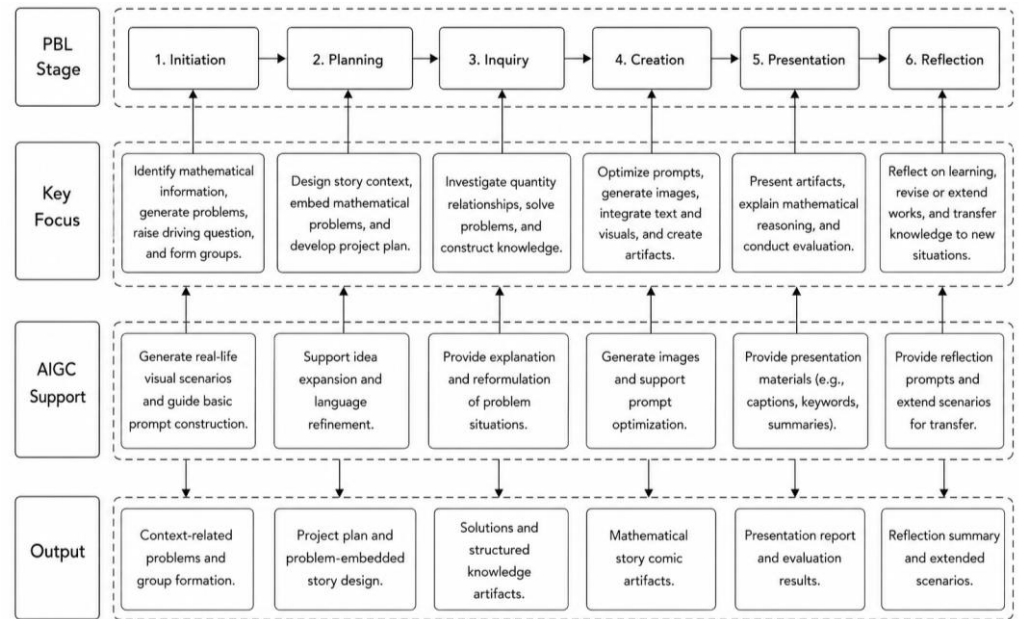 PBL
Stage
1. Initiation
2. Planning
3. Inquiry
4. Creation
5. Presentation
6. Reflection
Key
Focus
Identify mathematical
information,
generate problems,
raise driving question,
and form groups.
Design story context,
embed mathematical
problems, and
develop project plan.
Investigate quantity
relationships, solve
problems, and
construct knowledge.
Optimize prompts,
generate images,
integrate text and
visuals, and create
artifacts.
Present artifacts,
explain mathematical
reasoning, and
conduct evaluation.
Reflect on learning,
revise or extend
works, and transfer
knowledge to new
situations.
AIGC
Support
Generate real-life
visual scenarios
and guide basic
prompt construction.
Support idea
expansion and
language
refinement.
Provide explanation
and reformulation
of problem
situations.
Generate images
and support
prompt
optimization.
Provide presentation
materials (e.g.,
captions, keywords,
summaries).
Provide reflection
prompts and
extend scenarios
for transfer.
Output
Context-related
problems and
group formation.
Project plan and
problem-embedded
story design.
Solutions and
structured
knowledge
artifacts.
Mathematical
story comic
artifacts.
Presentation report
and evaluation
results.
Reflection summary
and extended
scenarios.